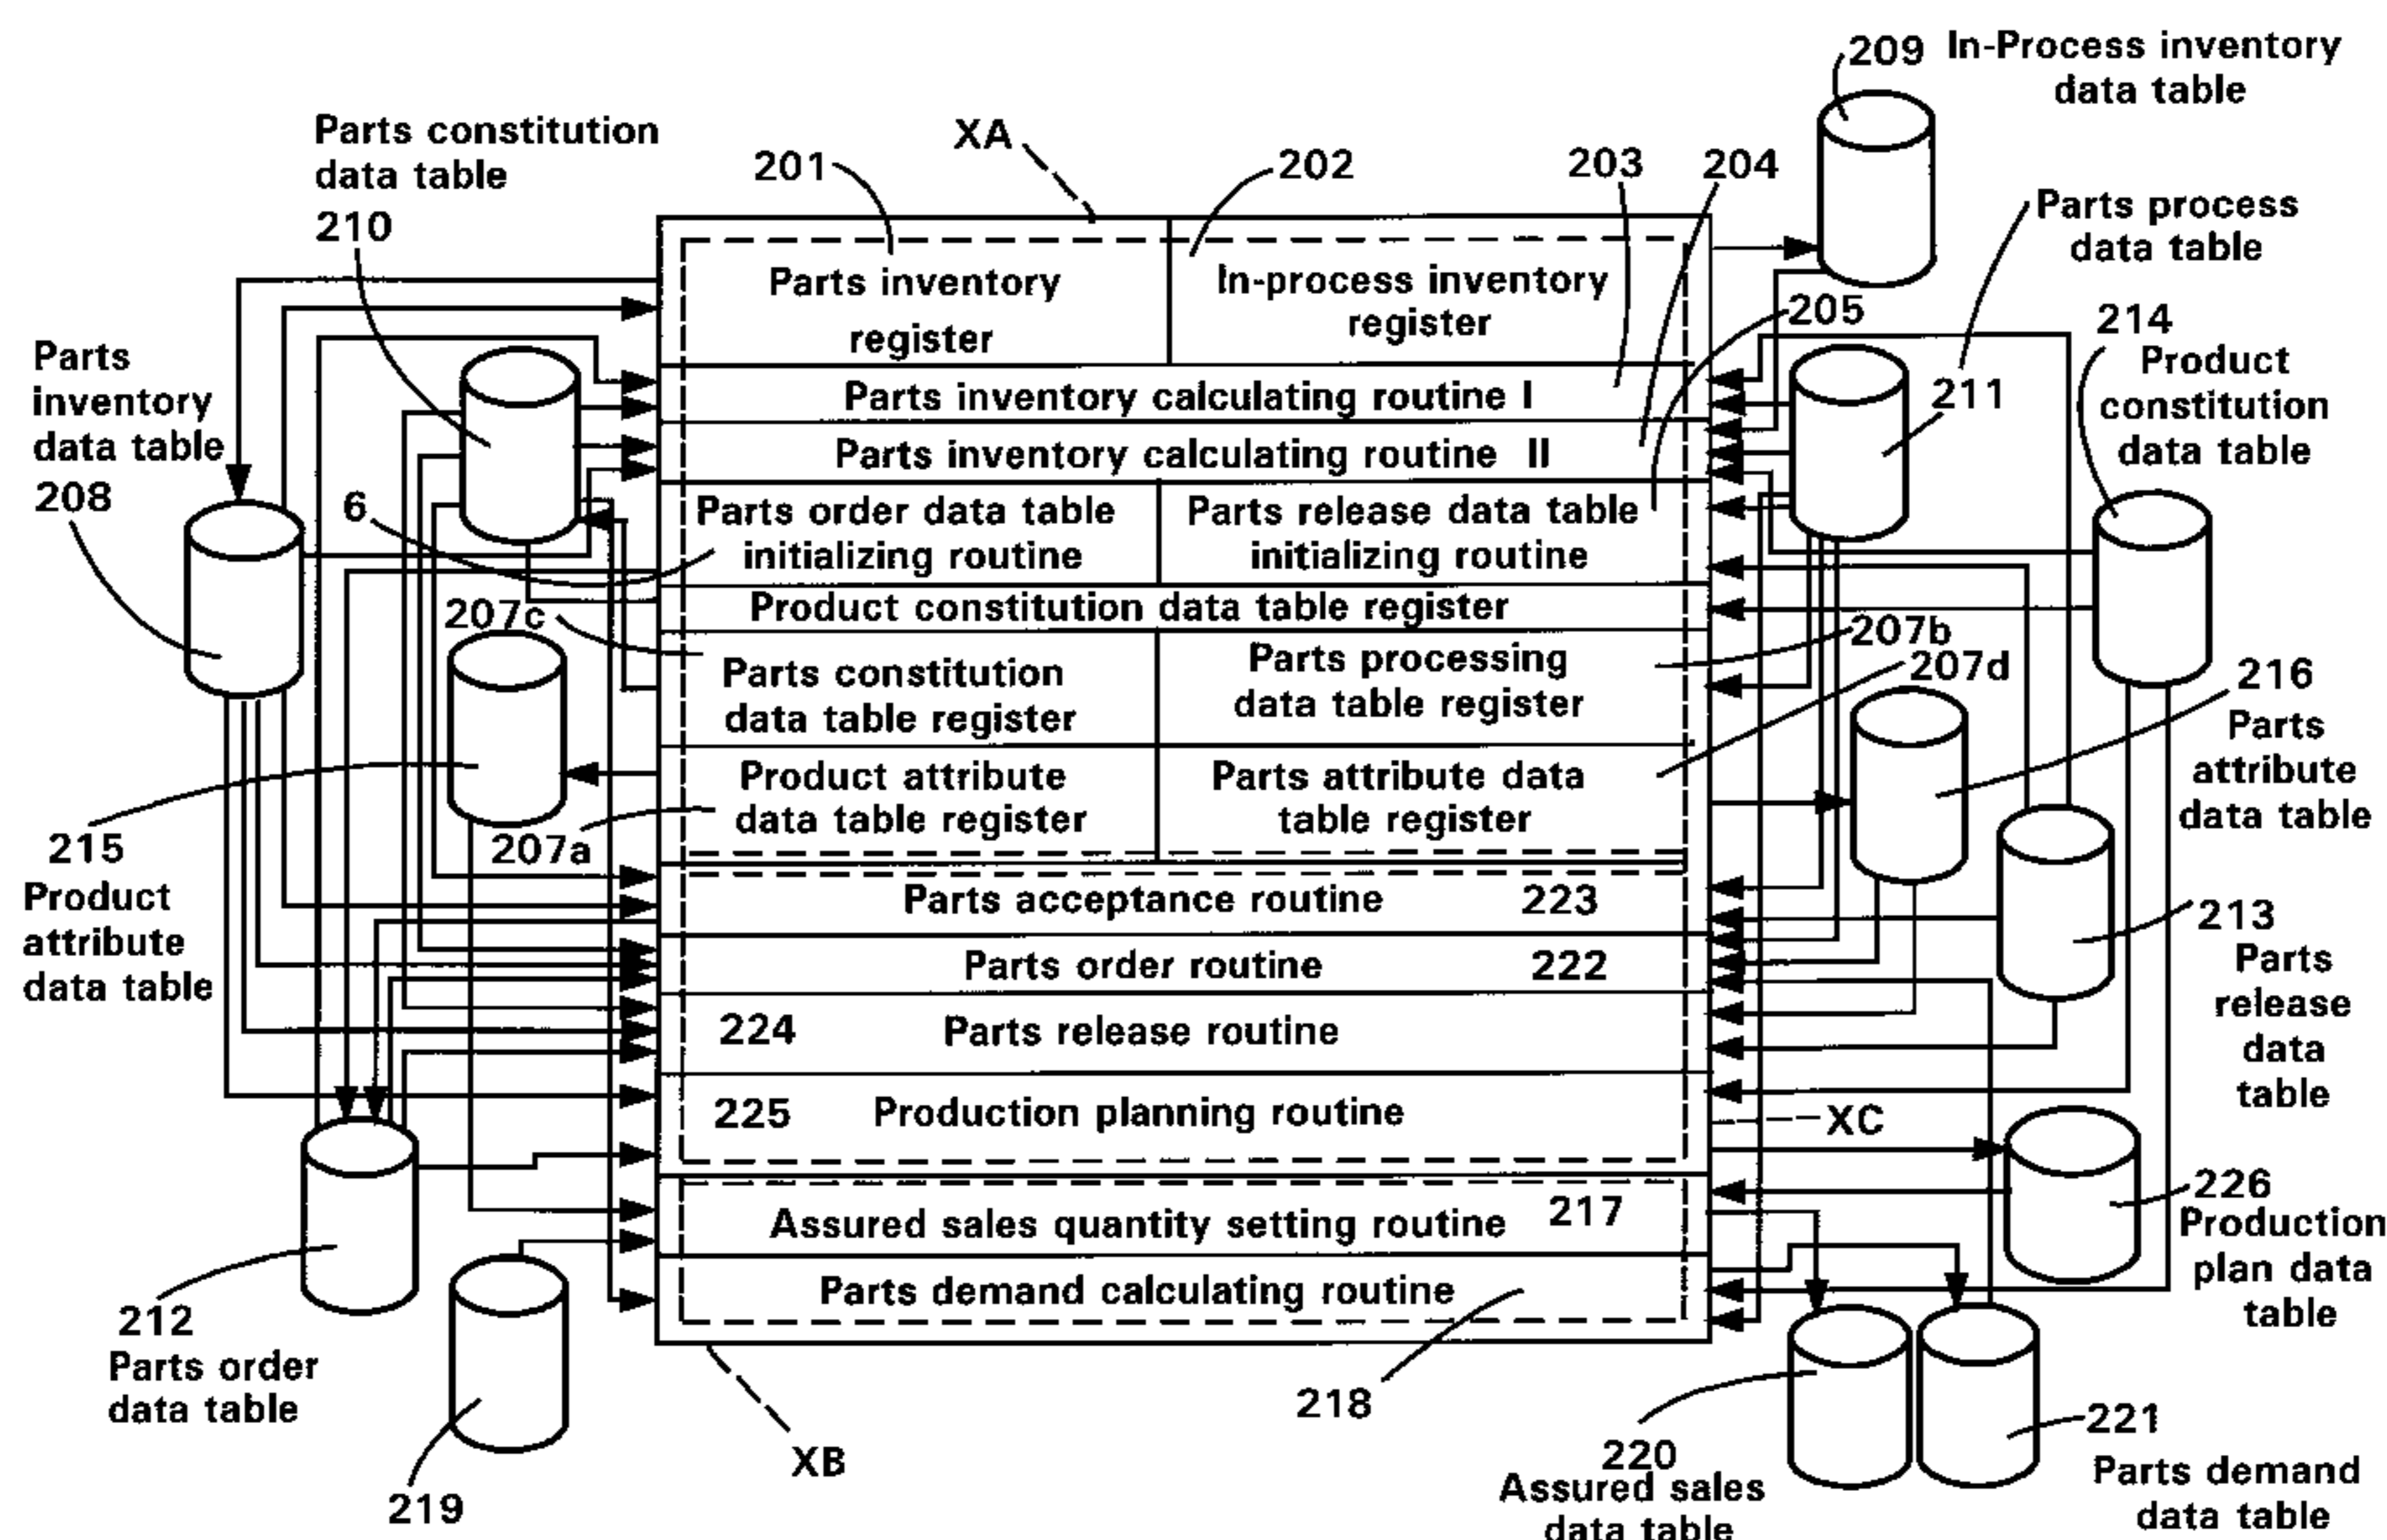 209 In-Process inventory
data table
Parts constitution
data table
210
XA
201
202
203
204
Parts process
data table
211
Parts inventory
register
In-process inventory
register
205
214
Product
constitution
data table
Parts
inventory
data table
208
Parts inventory calculating routine I
Parts inventory calculating routine II
6
Parts order data table
initializing routine
Parts release data table
initializing routine
Product constitution data table register
207c
207b
207d
Parts constitution
data table register
Parts processing
data table register
216
Parts
attribute
data table
Product attribute
data table register
207a
Parts attribute data
table register
215
Product
attribute
data table
Parts acceptance routine 223
213
Parts
release
data
table
Parts order routine 222
224 Parts release routine
225 Production planning routine
XC
226
Production
plan data
table
Assured sales quantity setting routine 217
Parts demand calculating routine
218
212
Parts order
data table
219
XB
220
Assured sales
data table
221
Parts demand
data table